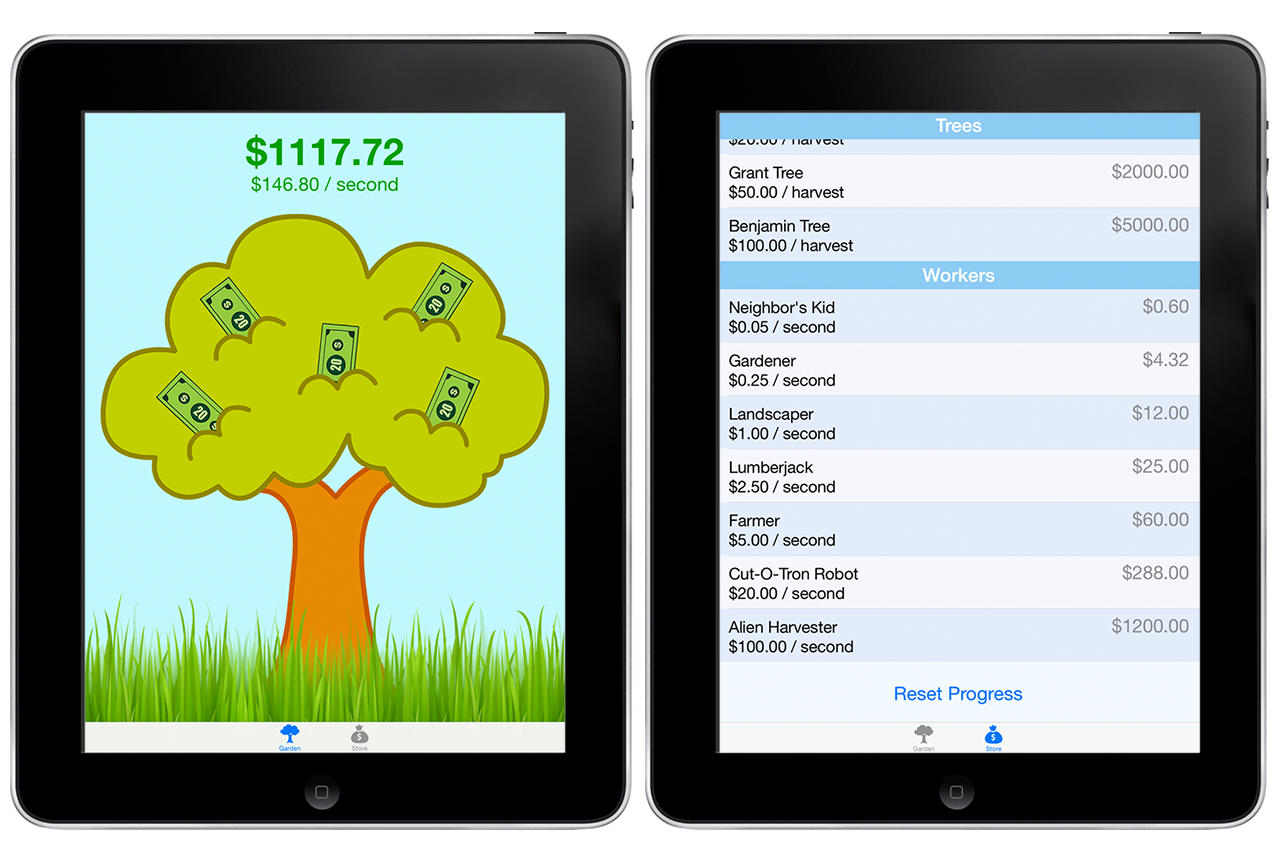 $1117.72
$146.80 / second
20 $
20 $
20 $
20 $
20 $
Garden
Store
Trees
$20.00 / harvest
Grant Tree
$2000.00
$50.00 / harvest
Benjamin Tree
$5000.00
$100.00 / harvest
Workers
Neighbor's Kid
$0.60
$0.05 / second
Gardener
$4.32
$0.25 / second
Landscaper
$12.00
$1.00 / second
Lumberjack
$25.00
$2.50 / second
Farmer
$60.00
$5.00 / second
Cut-O-Tron Robot
$288.00
$20.00 / second
Alien Harvester
$1200.00
$100.00 / second
Reset Progress
Garden
$
Store